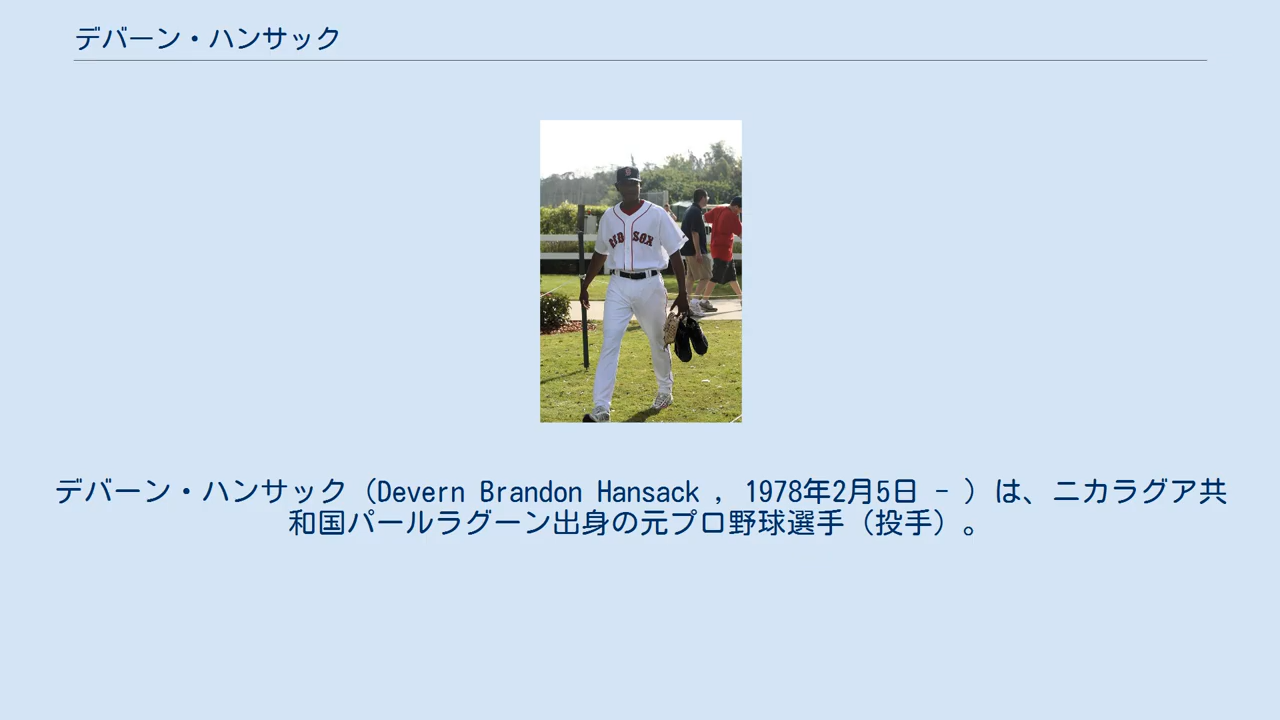 デバーン・ハンサック
RED SOX
デバーン・ハンサック（Devern Brandon Hansack , 1978年2月5日 - ）は、ニカラグア共
和国パールラグーン出身の元プロ野球選手（投手）。